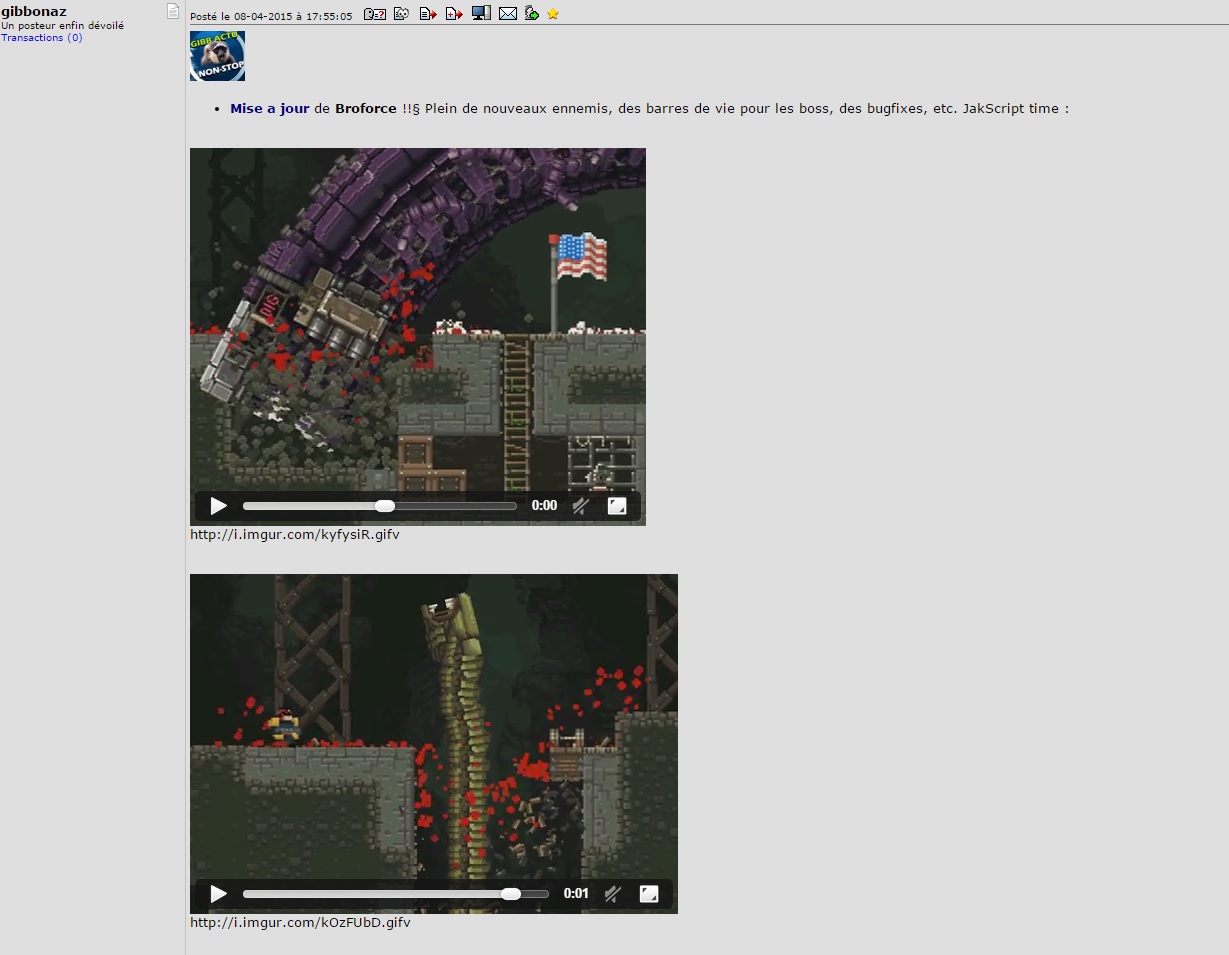 gibbonaz
Un posteur enfin dévoilé
Transactions (0)
Posté le 08-04-2015 à 17:55:05
GIBB ACTU
NON-STOP
Mise a jour de Broforce !!§ Plein de nouveaux ennemis, des barres de vie pour les boss, des bugfixes, etc. JakScript time :
DIG
0:00
http://i.imgur.com/kyfysiR.gifv
0:01
http://i.imgur.com/kOzFUbD.gifv